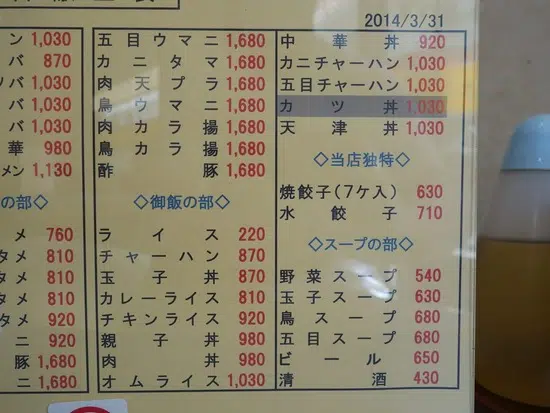 2014/3/31
ン 1,030
バ 870
ツバ 1,030
バ 1,030
バ 1,030
華 980
メン 1,130
の部◇
メ 760
タメ 810
タメ 810
タメ 810
タメ 920
ニ 920
豚 1,680
ニ 1,680
五目ウマニ 1,680
カニタマ 1,680
肉天プラ 1,680
鳥ウマニ 1,680
肉カラ揚 1,680
鳥カラ揚 1,680
酢豚 1,680
◇御飯の部◇
ライス 220
チャーハン 870
玉子丼 870
カレーライス 810
チキンライス 920
親子丼 980
肉丼 980
オムライス 1,030
中華丼 920
カニチャーハン 1,030
五目チャーハン 1,030
カツ丼 1,030
天津丼 1,030
◇当店独特◇
焼餃子(7ケ入) 630
水餃子 710
◇スープの部◇
野菜スープ 540
玉子スープ 630
鳥スープ 680
五目スープ 680
ビール 650
清酒 430